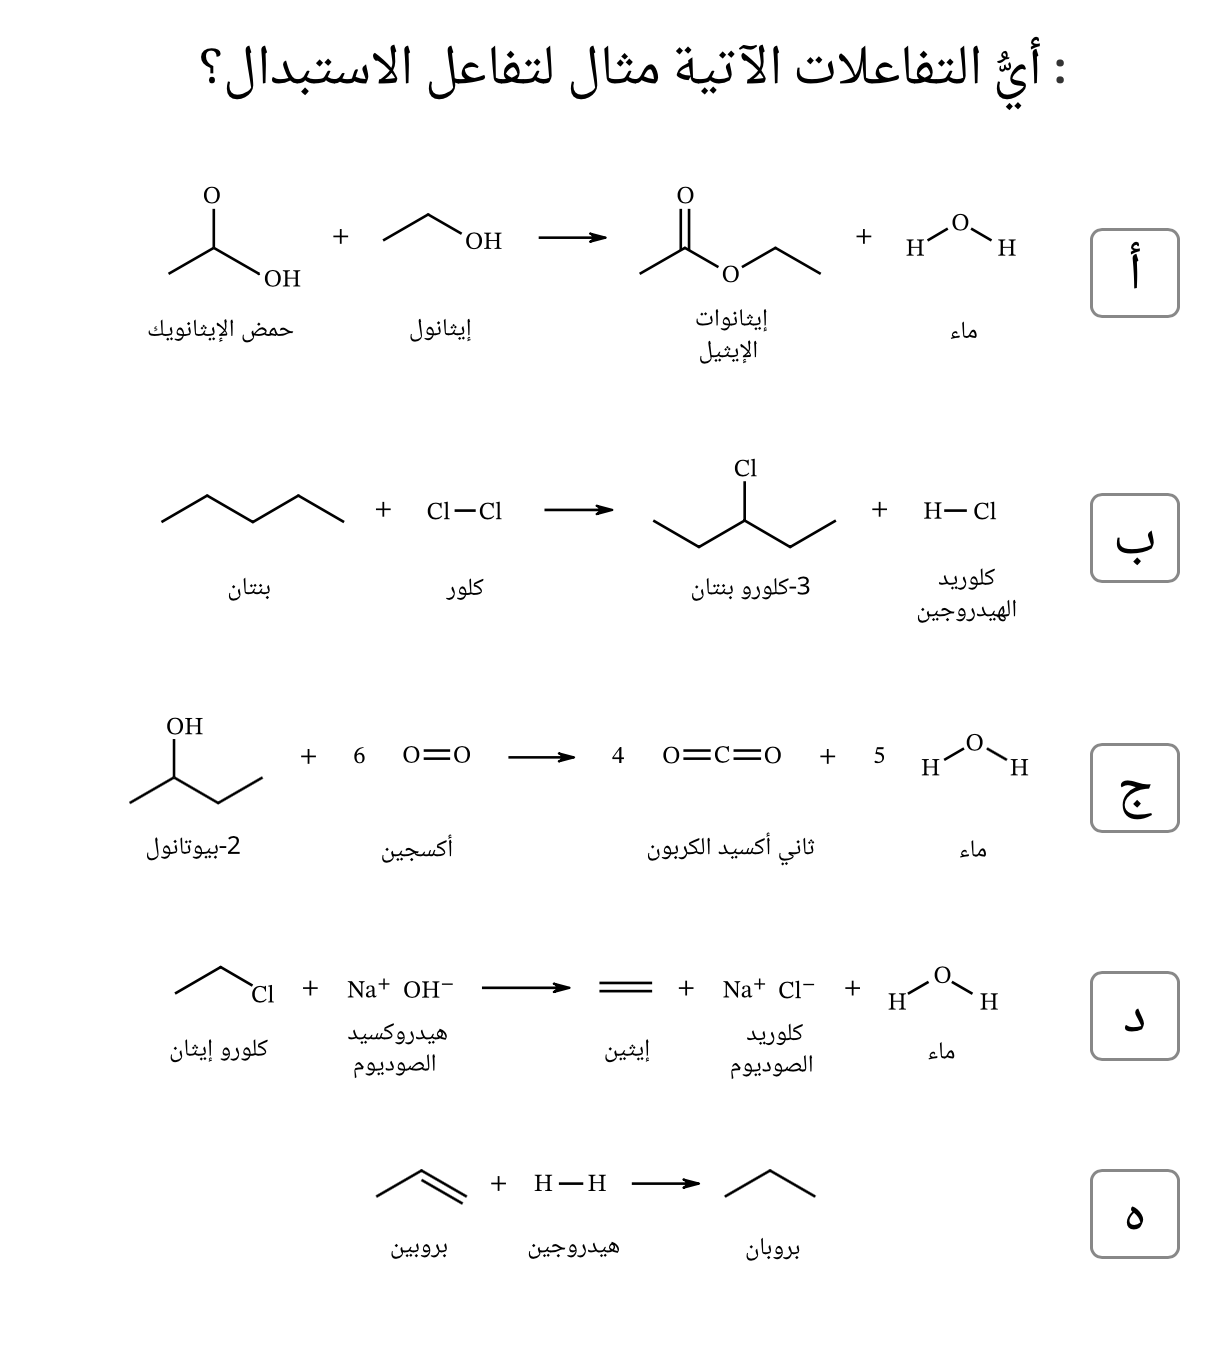 : أيُّ التفاعلات الآتية مثال لتفاعل الاستبدال؟
أ
O
OH + OH → O O + H O H
حمض الإيثانويك إيثانول إيثانوات الإيثيل ماء
ب
Cl
+ Cl—Cl → + H—Cl
بنتان كلور 3-كلورو بنتان كلوريد الهيدروجين
ج
OH
+ 6 O=O → 4 O=C=O + 5 H O H
2-بيوتانول أكسجين ثاني أكسيد الكربون ماء
د
Cl + Na⁺ OH⁻ → + Na⁺ Cl⁻ + H O H
كلورو إيثان هيدروكسيد الصوديوم إيثين كلوريد الصوديوم ماء
ه
+ H—H →
بروبين هيدروجين بروبان